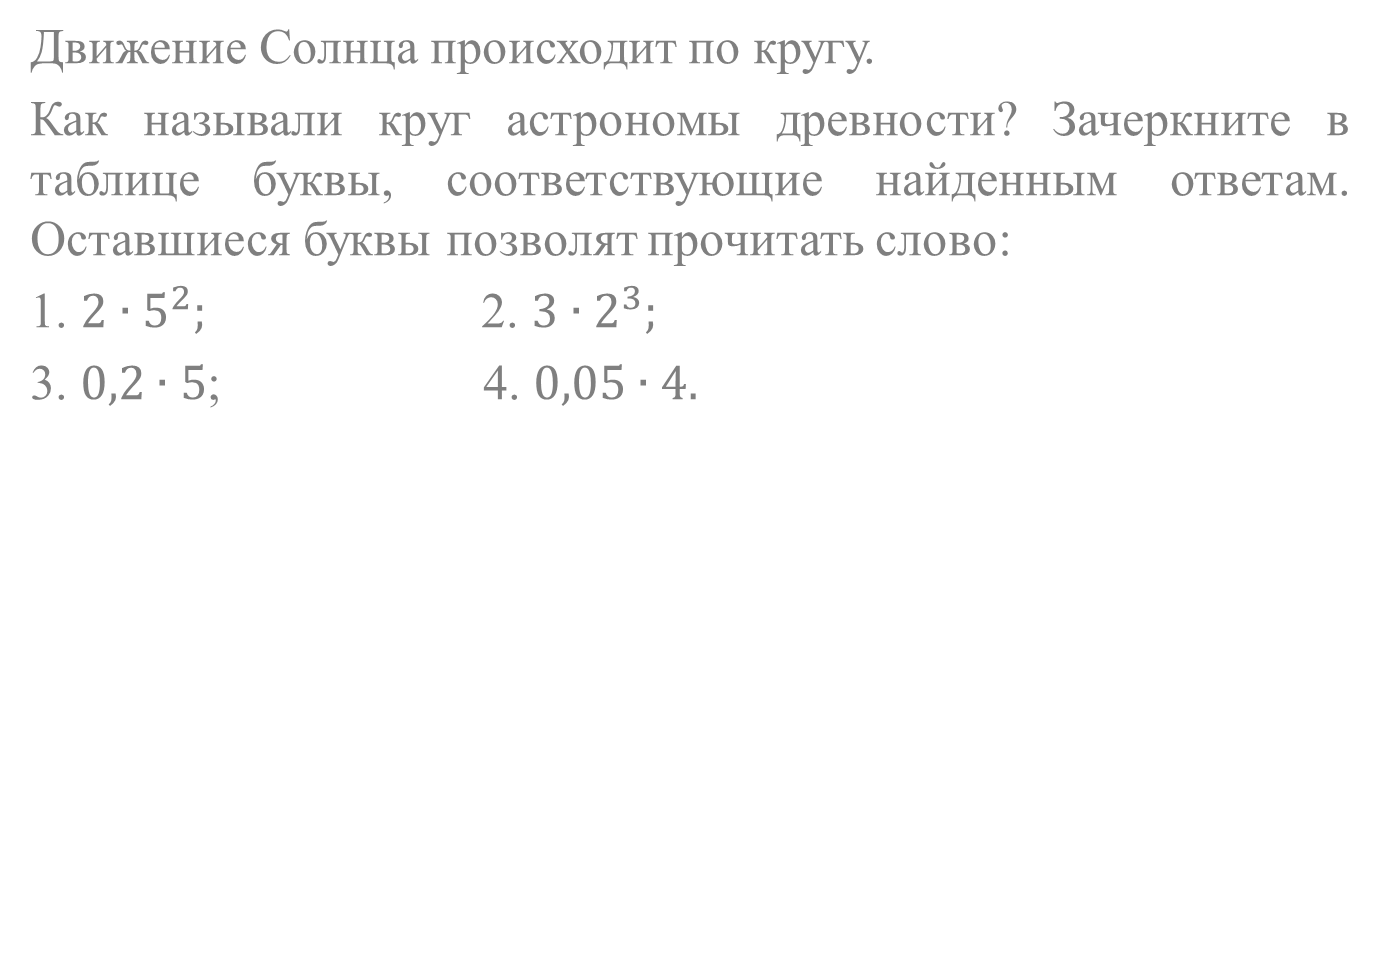 Движение Солнца происходит по кругу.
Как называли круг астрономы древности? Зачеркните в
таблице буквы, соответствующие найденным ответам.
Оставшиеся буквы позволят прочитать слово:
1. 2 · 5²; 2. 3 · 2³;
3. 0,2 · 5; 4. 0,05 · 4.